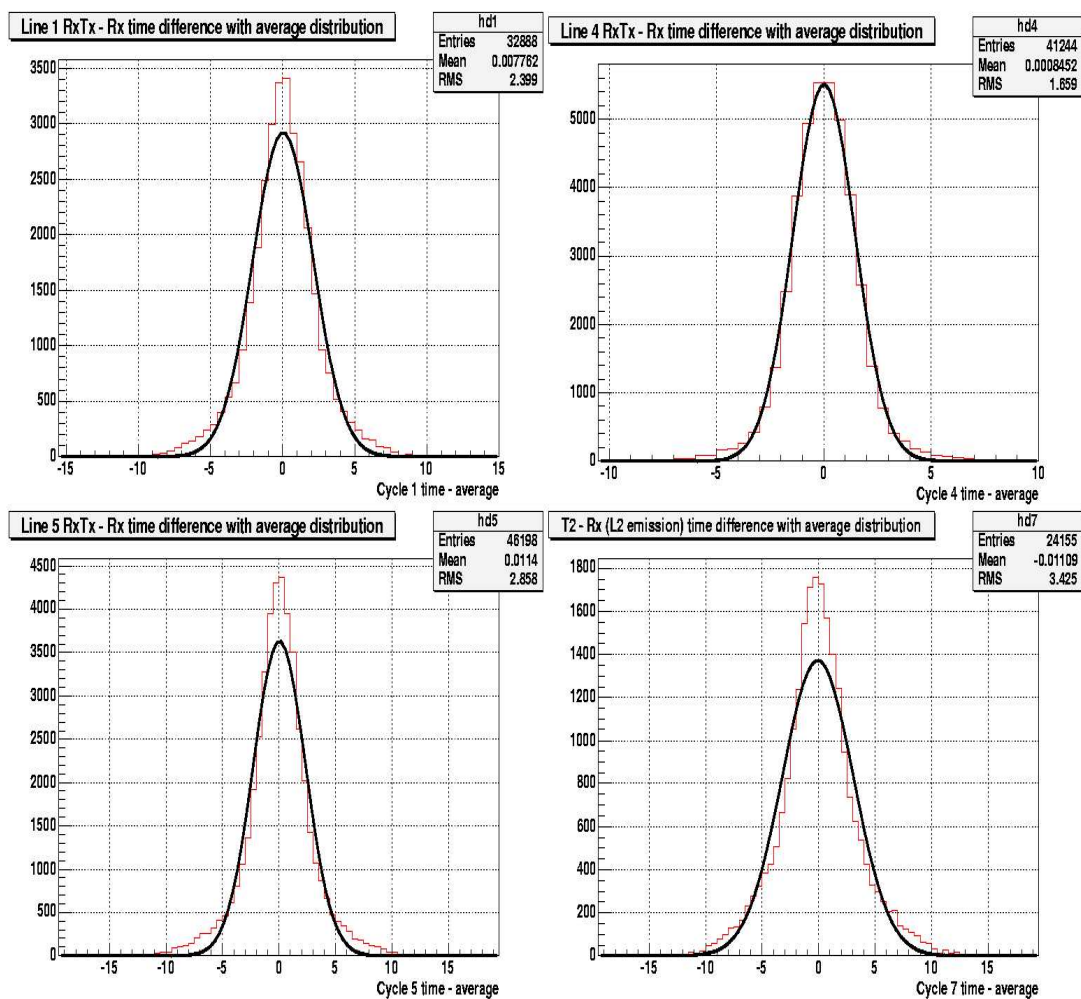 Line 1 RxTx - Rx time difference with average distribution
hd1
Entries 32888
Mean 0.007762
RMS 2.399
3500
3000
2500
2000
1500
1000
500
0
-15 -10 -5 0 5 10 15
Cycle 1 time - average
Line 4 RxTx - Rx time difference with average distribution
hd4
Entries 41244
Mean 0.0008452
RMS 1.659
5000
4000
3000
2000
1000
0
-10 -5 0 5 10
Cycle 4 time - average
Line 5 RxTx - Rx time difference with average distribution
hd5
Entries 46198
Mean 0.0114
RMS 2.858
4500
4000
3500
3000
2500
2000
1500
1000
500
0
-15 -10 -5 0 5 10 15
Cycle 5 time - average
T2 - Rx (L2 emission) time difference with average distribution
hd7
Entries 24155
Mean -0.01109
RMS 3.425
1800
1600
1400
1200
1000
800
600
400
200
0
-15 -10 -5 0 5 10 15
Cycle 7 time - average